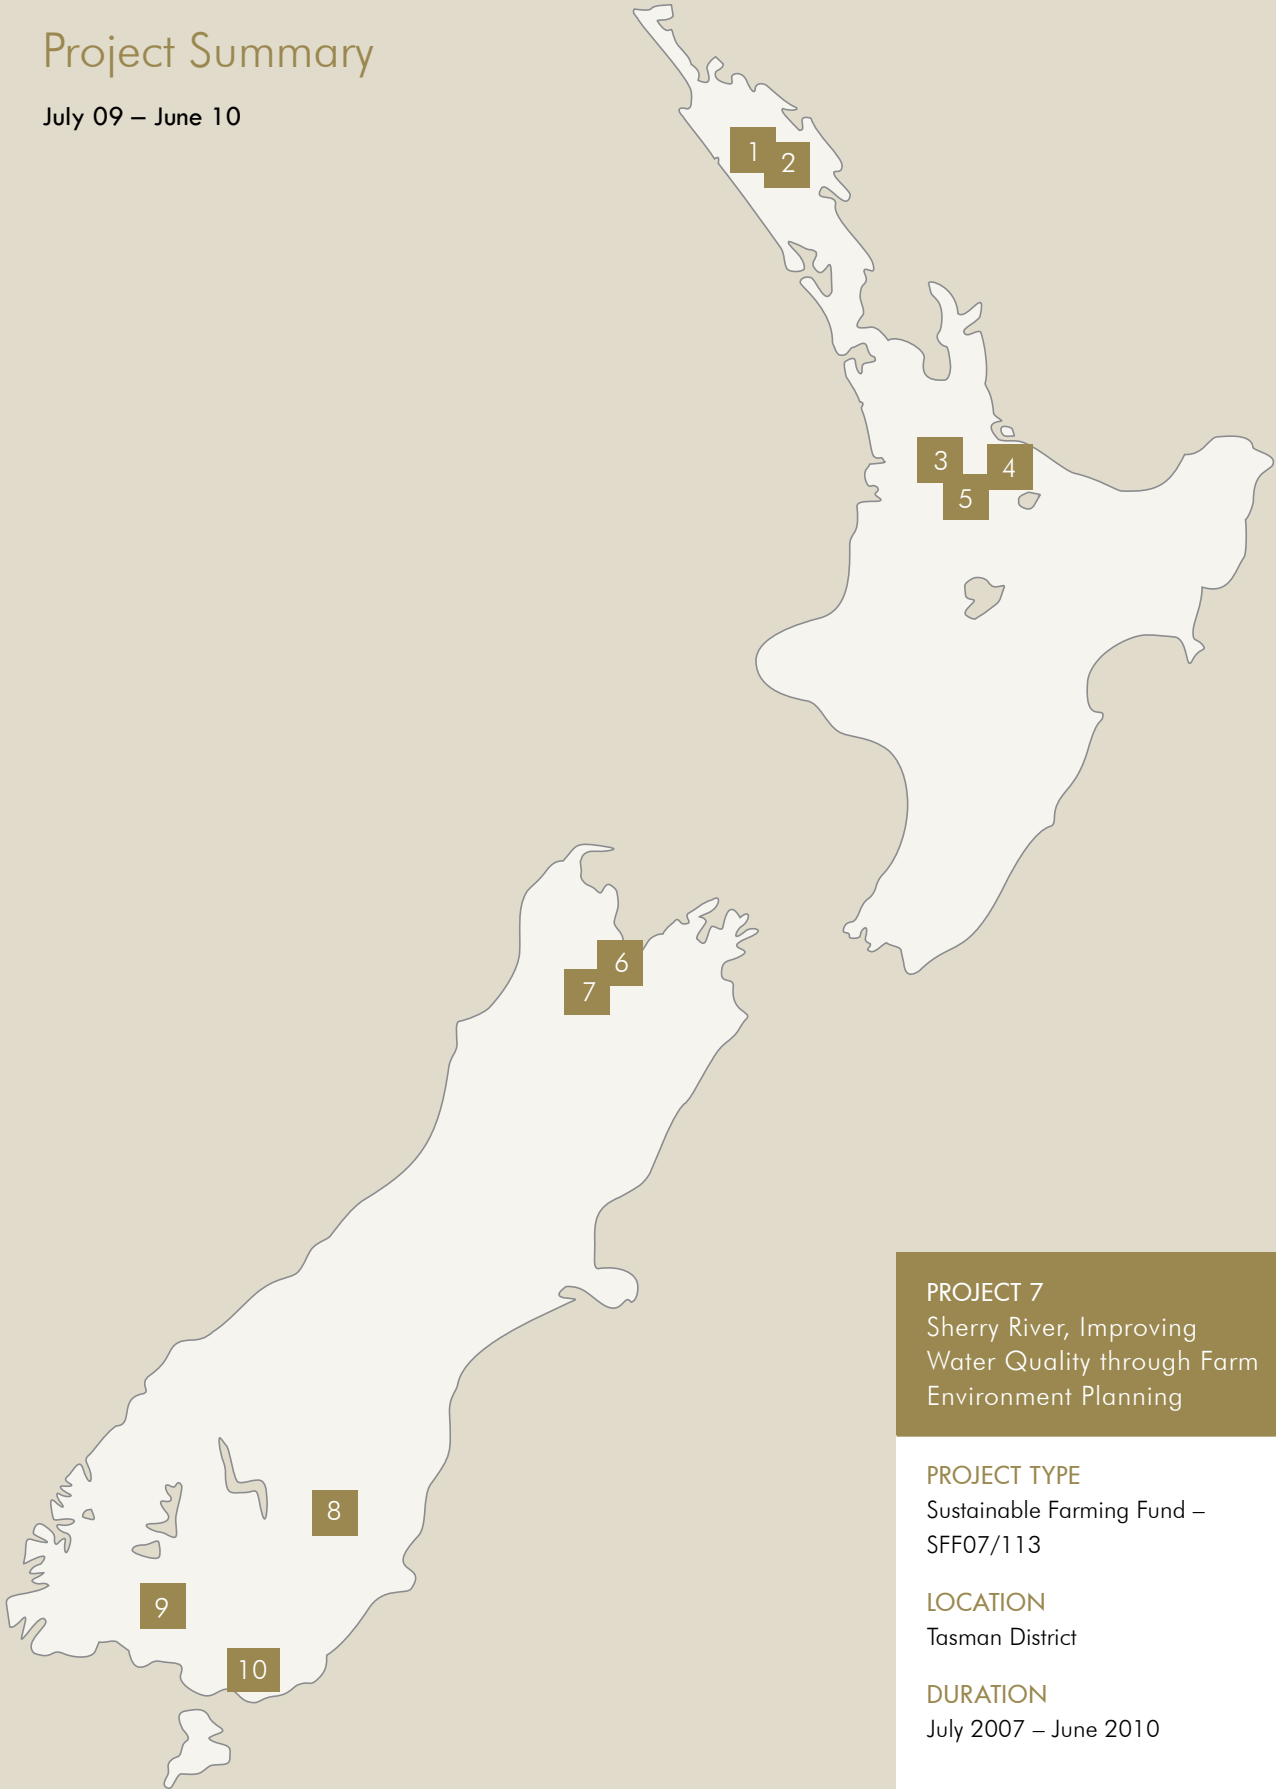 Project Summary
July 09 – June 10
1
2
3
4
5
6
7
8
9
10
PROJECT 7
Sherry River, Improving
Water Quality through Farm
Environment Planning
PROJECT TYPE
Sustainable Farming Fund –
SFF07/113
LOCATION
Tasman District
DURATION
July 2007 – June 2010